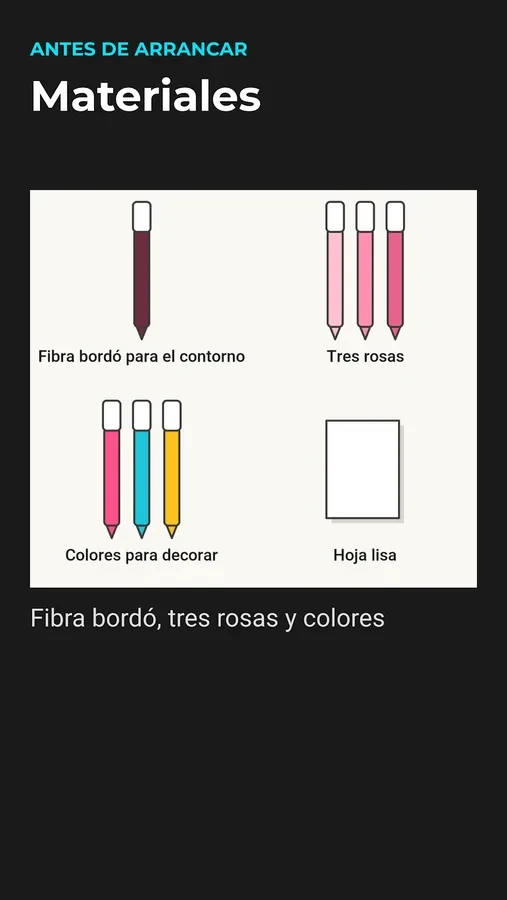 ANTES DE ARRANCAR
Materiales
Fibra bordó para el contorno
Tres rosas
Colores para decorar
Hoja lisa
Fibra bordó, tres rosas y colores